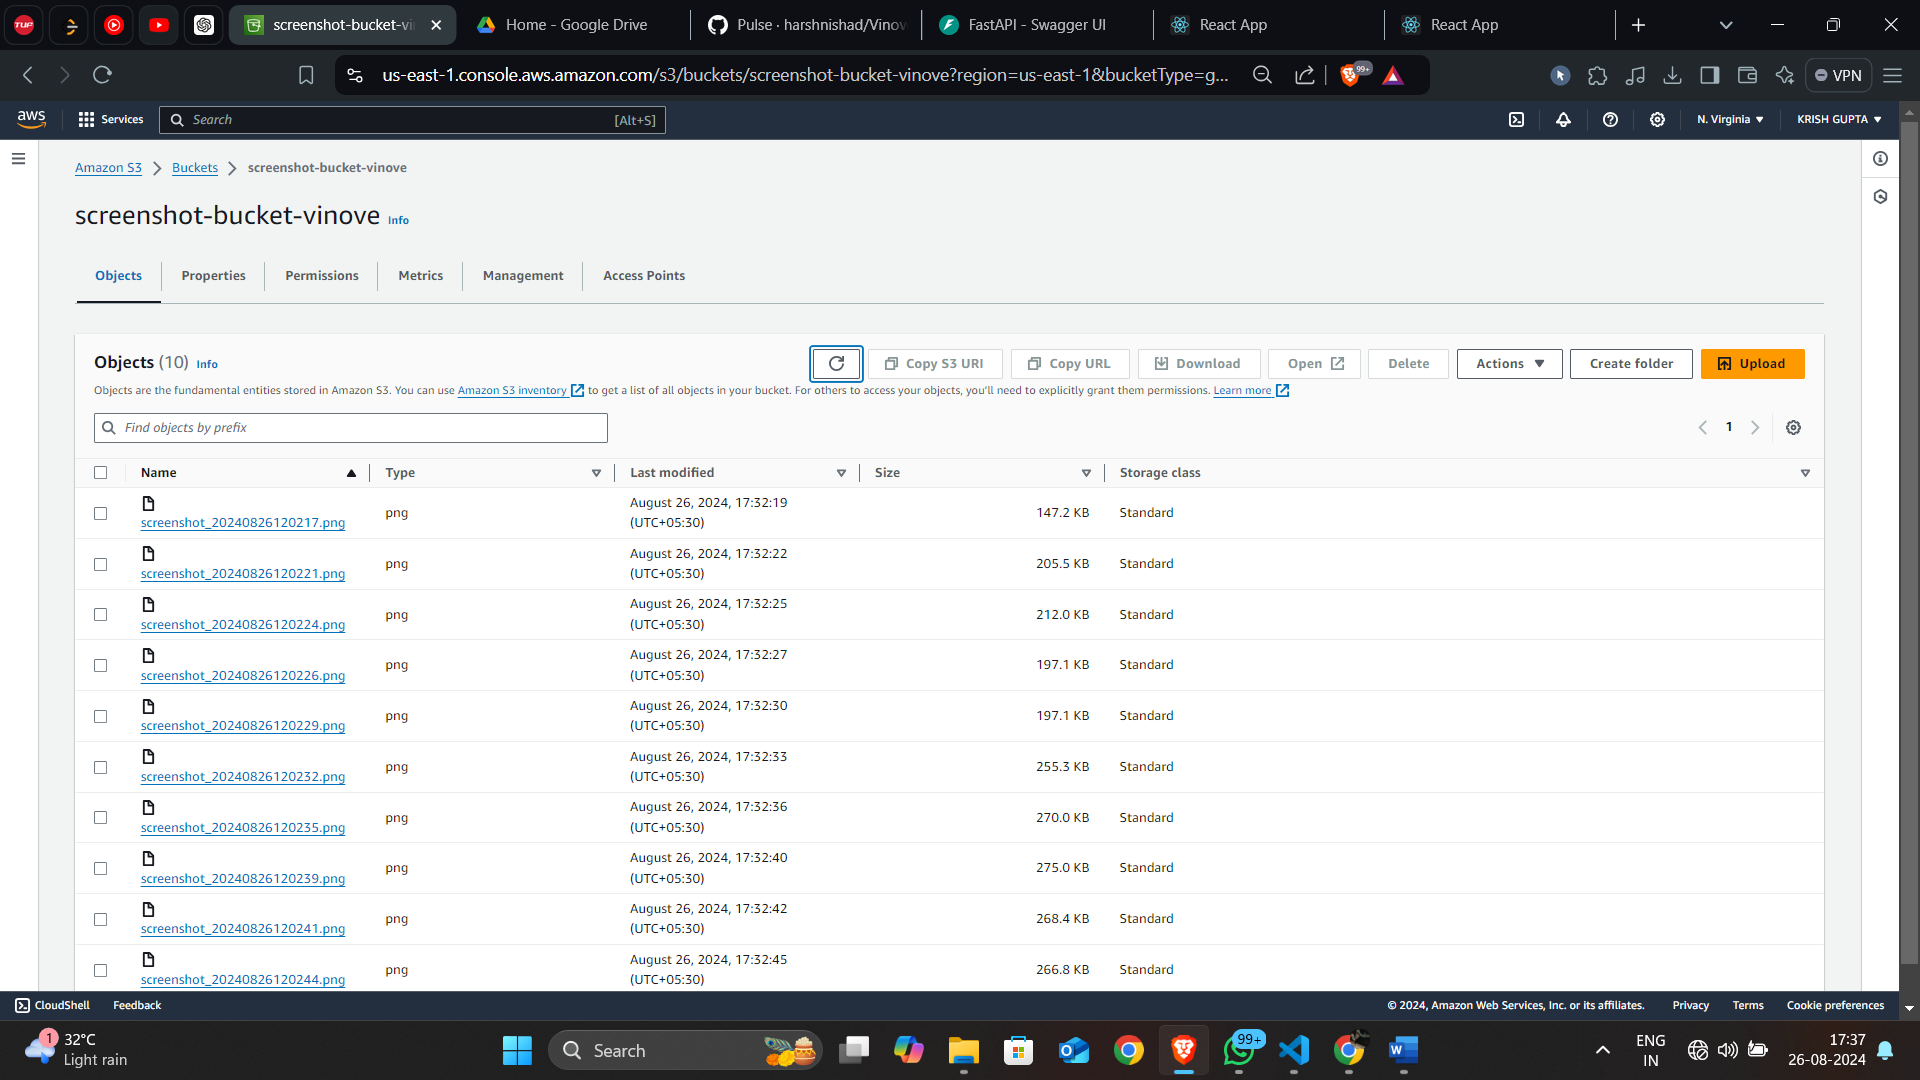 TUF
screenshot-bucket-vin
Home - Google Drive
Pulse · harshnishad/Vinov
FastAPI - Swagger UI
React App
React App
us-east-1.console.aws.amazon.com/s3/buckets/screenshot-bucket-vinove?region=us-east-1&bucketType=g...
99+
VPN
aws
Services
Search
[Alt+S]
N. Virginia
KRISH GUPTA
Amazon S3
Buckets
screenshot-bucket-vinove
screenshot-bucket-vinove Info
Objects
Properties
Permissions
Metrics
Management
Access Points
Objects (10) Info
Copy S3 URI
Copy URL
Download
Open
Delete
Actions
Create folder
Upload
Objects are the fundamental entities stored in Amazon S3. You can use Amazon S3 inventory to get a list of all objects in your bucket. For others to access your objects, you'll need to explicitly grant them permissions. Learn more
Find objects by prefix
1
Name Type Last modified Size Storage class
screenshot_20240826120217.png png August 26, 2024, 17:32:19 (UTC+05:30) 147.2 KB Standard
screenshot_20240826120221.png png August 26, 2024, 17:32:22 (UTC+05:30) 205.5 KB Standard
screenshot_20240826120224.png png August 26, 2024, 17:32:25 (UTC+05:30) 212.0 KB Standard
screenshot_20240826120226.png png August 26, 2024, 17:32:27 (UTC+05:30) 197.1 KB Standard
screenshot_20240826120229.png png August 26, 2024, 17:32:30 (UTC+05:30) 197.1 KB Standard
screenshot_20240826120232.png png August 26, 2024, 17:32:33 (UTC+05:30) 255.3 KB Standard
screenshot_20240826120235.png png August 26, 2024, 17:32:36 (UTC+05:30) 270.0 KB Standard
screenshot_20240826120239.png png August 26, 2024, 17:32:40 (UTC+05:30) 275.0 KB Standard
screenshot_20240826120241.png png August 26, 2024, 17:32:42 (UTC+05:30) 268.4 KB Standard
screenshot_20240826120244.png png August 26, 2024, 17:32:45 (UTC+05:30) 266.8 KB Standard
CloudShell
Feedback
© 2024, Amazon Web Services, Inc. or its affiliates.
Privacy
Terms
Cookie preferences
1
32°C
Light rain
Search
99+
ENG
IN
17:37
26-08-2024